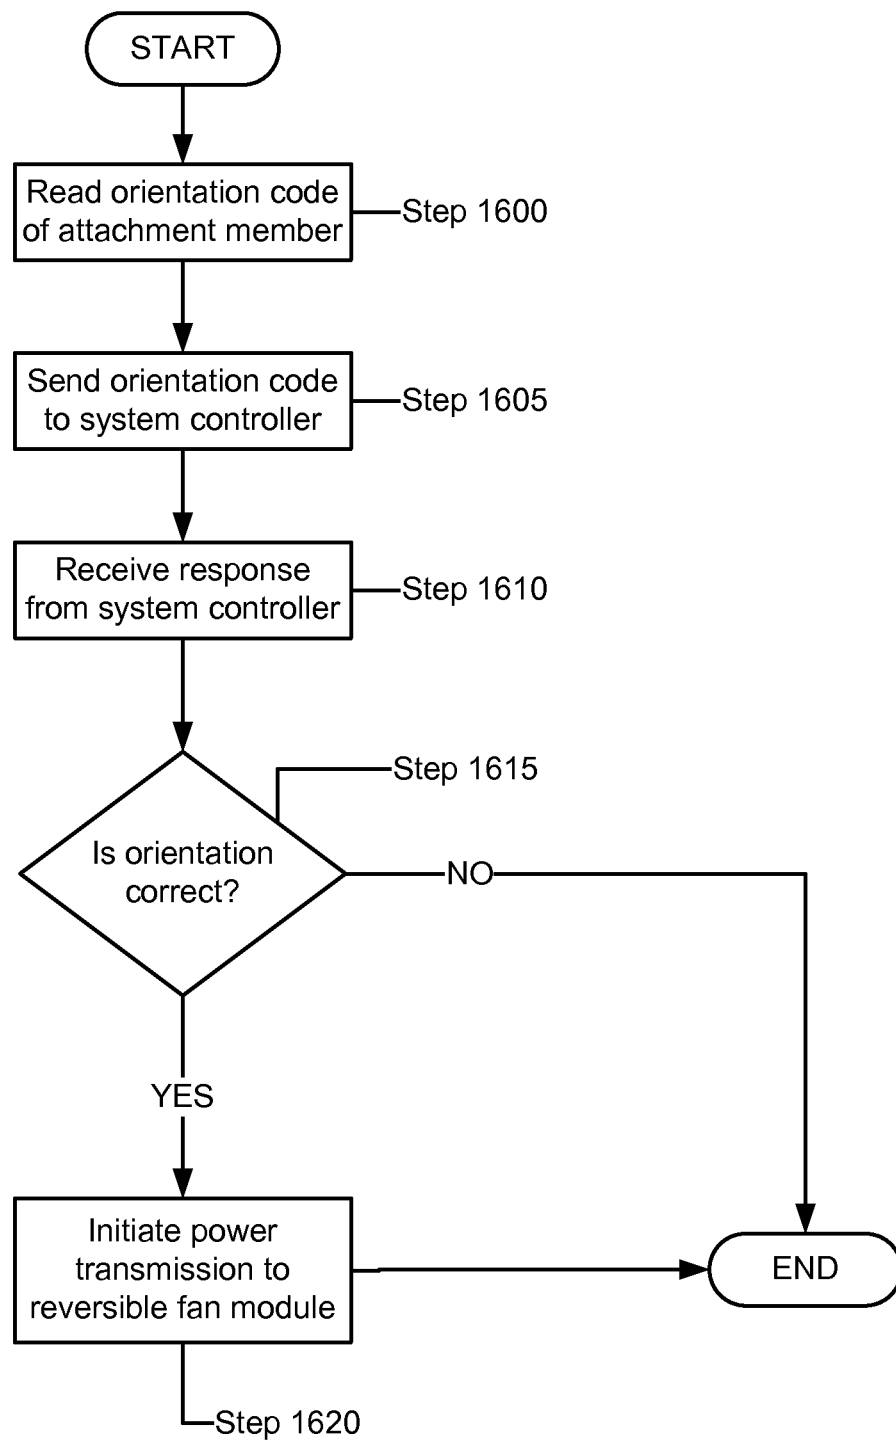 START
Read orientation code
of attachment member
Step 1600
Send orientation code
to system controller
Step 1605
Receive response
from system controller
Step 1610
Step 1615
Is orientation
correct?
NO
YES
Initiate power
transmission to
reversible fan module
END
Step 1620